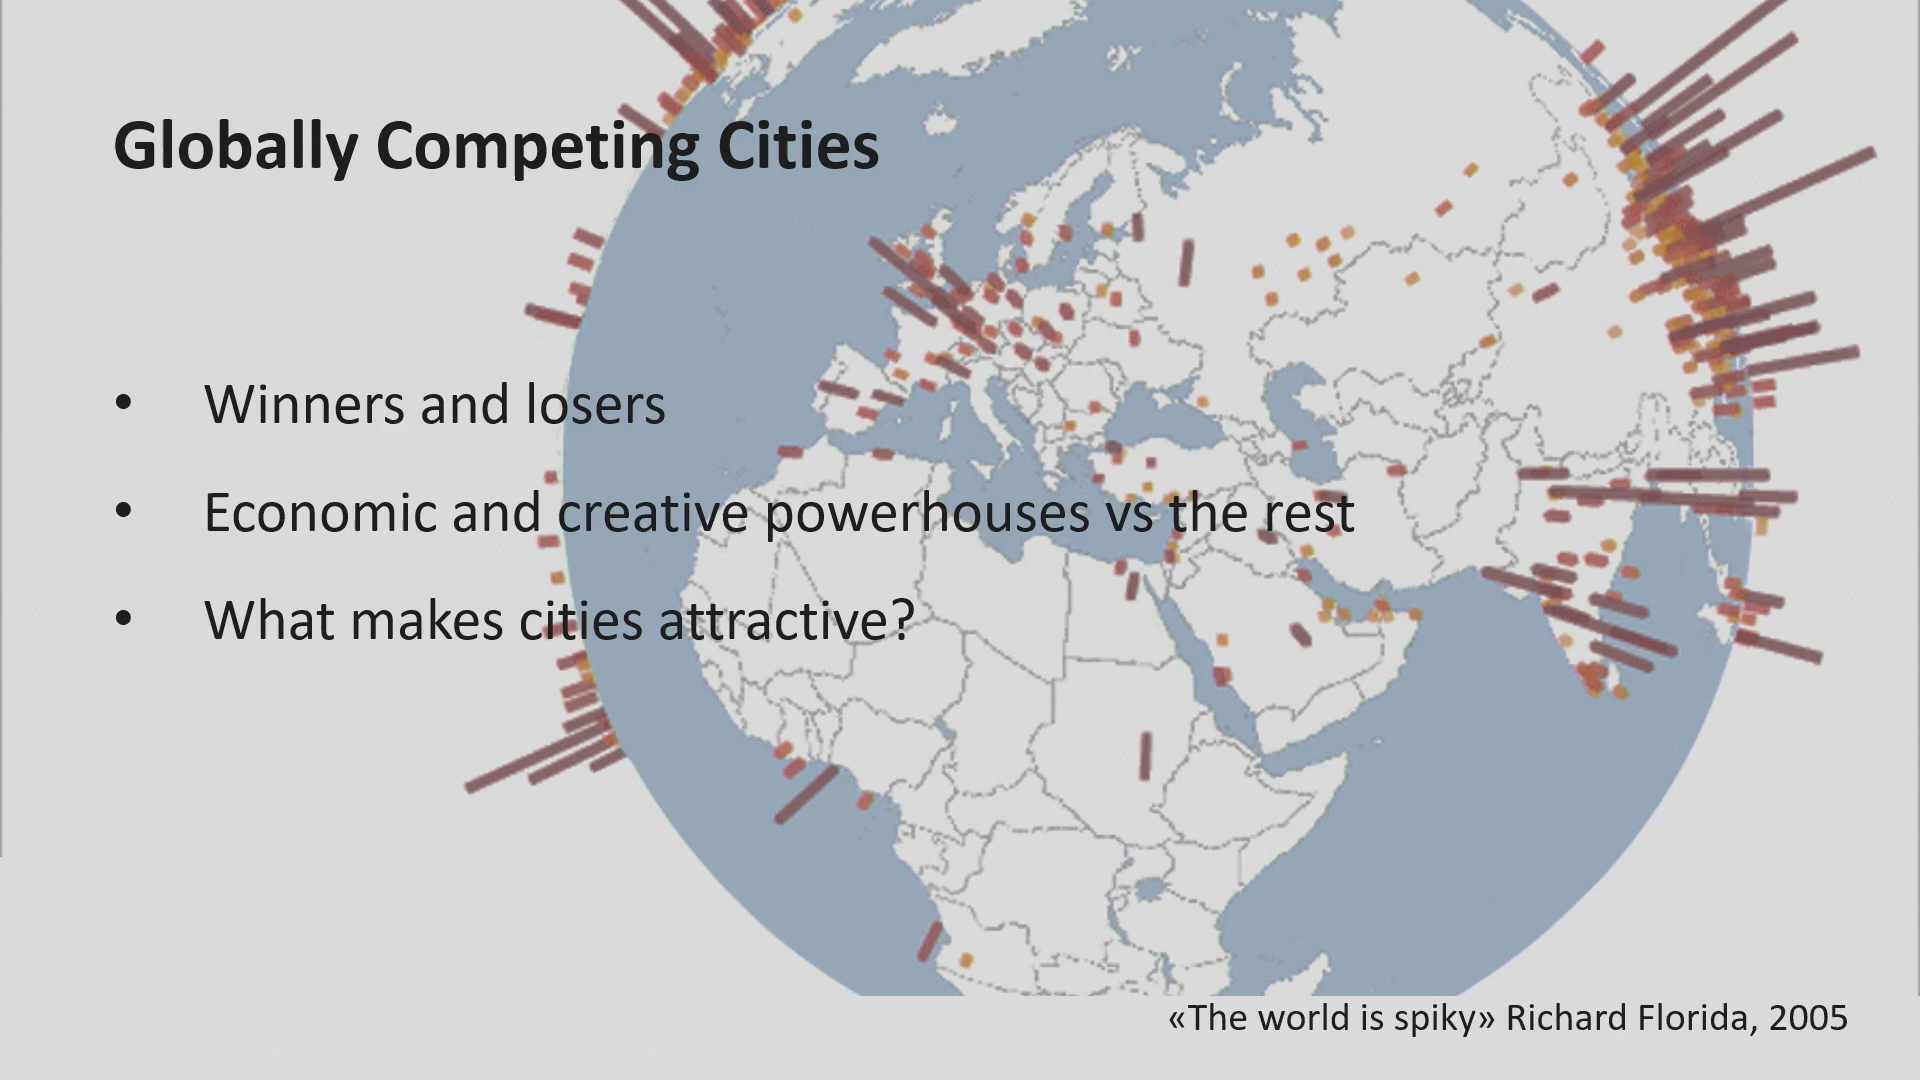 Globally Competing Cities
• Winners and losers
• Economic and creative powerhouses vs the rest
• What makes cities attractive?
«The world is spiky» Richard Florida, 2005